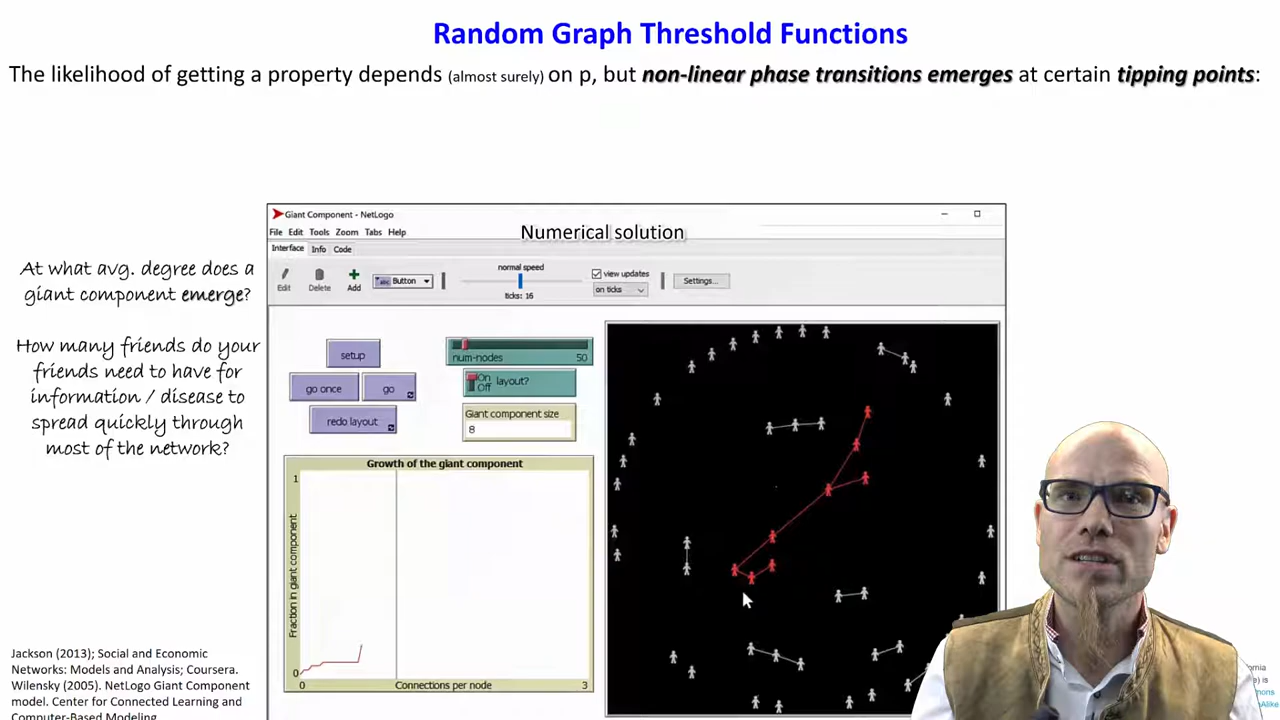 Random Graph Threshold Functions
The likelihood of getting a property depends (almost surely) on p, but non-linear phase transitions emerges at certain tipping points:
Giant Component - NetLogo
File Edit Tools Zoom Tabs Help
Numerical solution
Interface Info Code
Edit Delete Add
abc Button
normal speed
ticks: 16
view updates
on ticks
Settings...
At what avg. degree does a
giant component emerge?
How many friends do your
friends need to have for
information / disease to
spread quickly through
most of the network?
setup
go once go
redo layout
num-nodes 50
On
Off layout?
Giant component size
8
Growth of the giant component
1
Fraction in giant component
0
0 Connections per node 3
Jackson (2013); Social and Economic
Networks: Models and Analysis; Coursera.
Wilensky (2005). NetLogo Giant Component
model. Center for Connected Learning and
Computer-Based Modeling